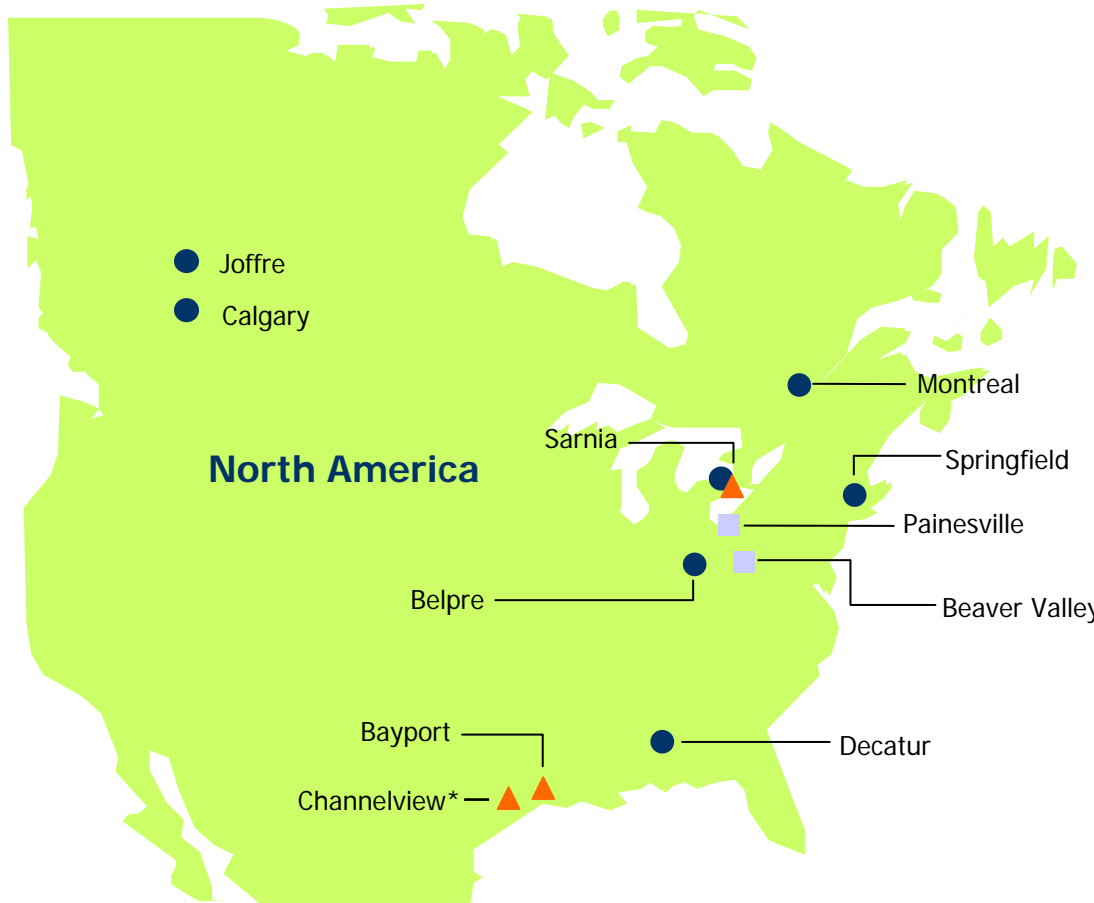 Joffre
Calgary
Montreal
Sarnia
Springfield
North America
Painesville
Belpre
Beaver Valley
Bayport
Decatur
Channelview*